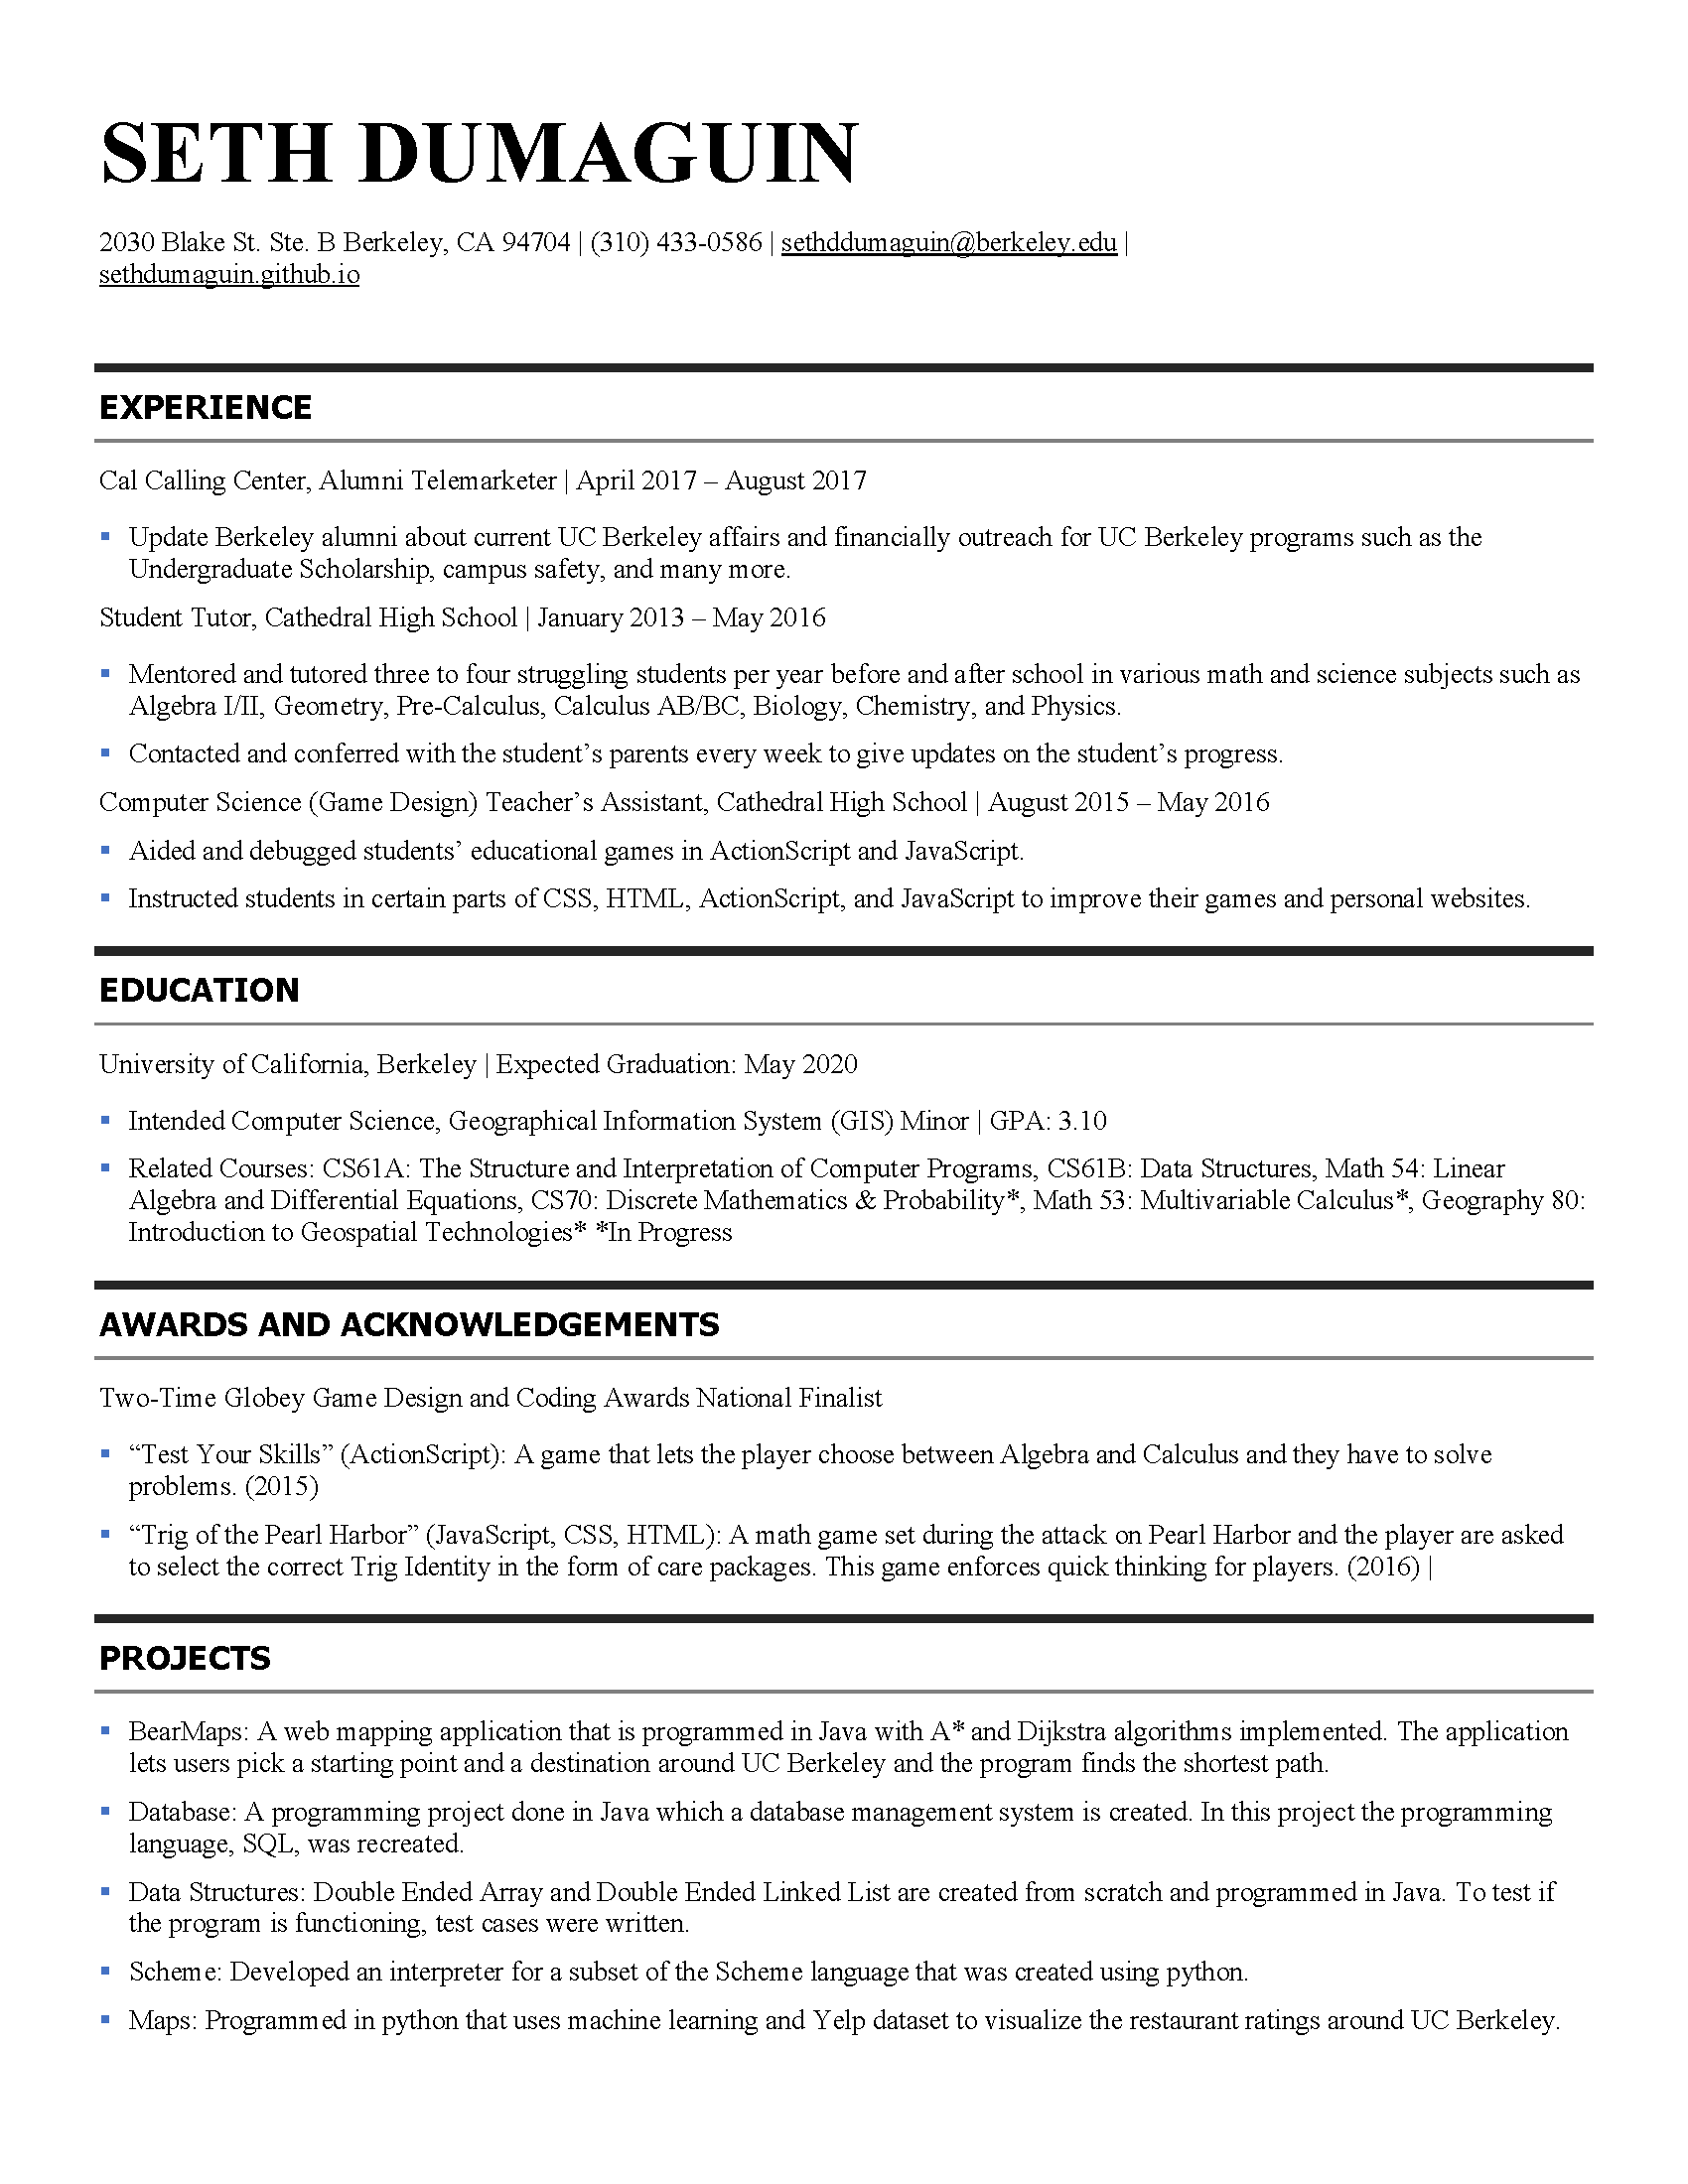 SETH DUMAGUIN
2030 Blake St. Ste. B Berkeley, CA 94704 | (310) 433-0586 | sethddumaguin@berkeley.edu |
sethdumaguin.github.io
EXPERIENCE
Cal Calling Center, Alumni Telemarketer | April 2017 – August 2017
▪ Update Berkeley alumni about current UC Berkeley affairs and financially outreach for UC Berkeley programs such as the
Undergraduate Scholarship, campus safety, and many more.
Student Tutor, Cathedral High School | January 2013 – May 2016
▪ Mentored and tutored three to four struggling students per year before and after school in various math and science subjects such as
Algebra I/II, Geometry, Pre-Calculus, Calculus AB/BC, Biology, Chemistry, and Physics.
▪ Contacted and conferred with the student’s parents every week to give updates on the student’s progress.
Computer Science (Game Design) Teacher’s Assistant, Cathedral High School | August 2015 – May 2016
▪ Aided and debugged students’ educational games in ActionScript and JavaScript.
▪ Instructed students in certain parts of CSS, HTML, ActionScript, and JavaScript to improve their games and personal websites.
EDUCATION
University of California, Berkeley | Expected Graduation: May 2020
▪ Intended Computer Science, Geographical Information System (GIS) Minor | GPA: 3.10
▪ Related Courses: CS61A: The Structure and Interpretation of Computer Programs, CS61B: Data Structures, Math 54: Linear
Algebra and Differential Equations, CS70: Discrete Mathematics & Probability*, Math 53: Multivariable Calculus*, Geography 80:
Introduction to Geospatial Technologies* *In Progress
AWARDS AND ACKNOWLEDGEMENTS
Two-Time Globey Game Design and Coding Awards National Finalist
▪ “Test Your Skills” (ActionScript): A game that lets the player choose between Algebra and Calculus and they have to solve
problems. (2015)
▪ “Trig of the Pearl Harbor” (JavaScript, CSS, HTML): A math game set during the attack on Pearl Harbor and the player are asked
to select the correct Trig Identity in the form of care packages. This game enforces quick thinking for players. (2016) |
PROJECTS
▪ BearMaps: A web mapping application that is programmed in Java with A* and Dijkstra algorithms implemented. The application
lets users pick a starting point and a destination around UC Berkeley and the program finds the shortest path.
▪ Database: A programming project done in Java which a database management system is created. In this project the programming
language, SQL, was recreated.
▪ Data Structures: Double Ended Array and Double Ended Linked List are created from scratch and programmed in Java. To test if
the program is functioning, test cases were written.
▪ Scheme: Developed an interpreter for a subset of the Scheme language that was created using python.
▪ Maps: Programmed in python that uses machine learning and Yelp dataset to visualize the restaurant ratings around UC Berkeley.